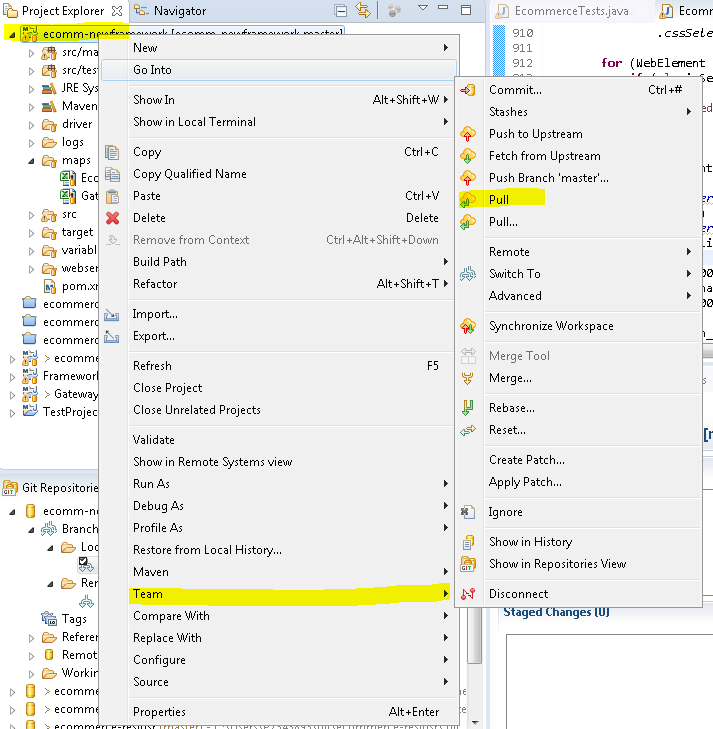 Project Explorer
Navigator
ecomm-newframework [ecomm-newframework master]
src/ma
src/tes
JRE Sys
Maven
driver
logs
maps
Eco
Gat
src
target
variabl
webser
pom.xm
ecommerc
ecommerc
ecommerc
> ecomme
Framework
> Gateway
TestProjec
New
Go Into
Show In Alt+Shift+W
Show in Local Terminal
Copy Ctrl+C
Copy Qualified Name
Paste Ctrl+V
Delete Delete
Remove from Context Ctrl+Alt+Shift+Down
Build Path
Refactor Alt+Shift+T
Import...
Export...
Refresh F5
Close Project
Close Unrelated Projects
Validate
Show in Remote Systems view
Run As
Debug As
Profile As
Restore from Local History...
Maven
Team
Compare With
Replace With
Configure
Source
Properties Alt+Enter
Commit... Ctrl+#
Stashes
Push to Upstream
Fetch from Upstream
Push Branch 'master'...
Pull
Pull...
Remote
Switch To
Advanced
Synchronize Workspace
Merge Tool
Merge...
Rebase...
Reset...
Create Patch...
Apply Patch...
Ignore
Show in History
Show in Repositories View
Disconnect
EcommerceTests.java
Ecomm
910 .cssSelec
911
912 for (WebElement
Staged Changes (0)
Git Repositorie
ecomm-ne
Branch
Loc
Rer
Tags
Referen
Remot
Workin
> ecomme
> ecomme